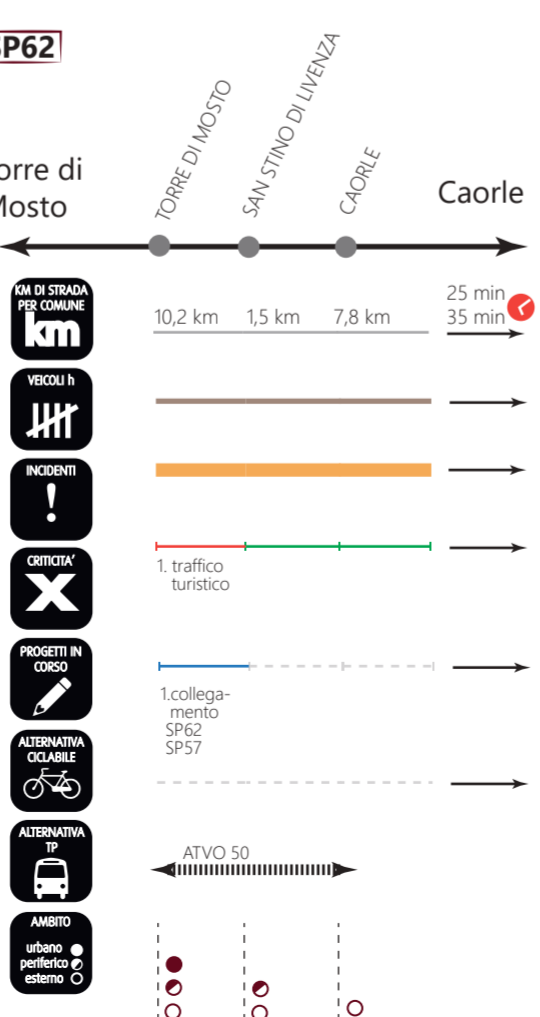 SP62
TORRE DI MOSTO
SAN STINO DI LIVENZA
CAORLE
orre di
Mosto
Caorle
KM DI STRADA
PER COMUNE
km
10,2 km 1,5 km 7,8 km
25 min
35 min
VEICOLI h
INCIDENTI
!
CRITICITA'
X
1. traffico
turistico
PROGETTI IN
CORSO
1.collega-
mento
SP62
SP57
ALTERNATIVA
CICLABILE
ALTERNATIVA
TP
ATVO 50
AMBITO
urbano
periferico
esterno